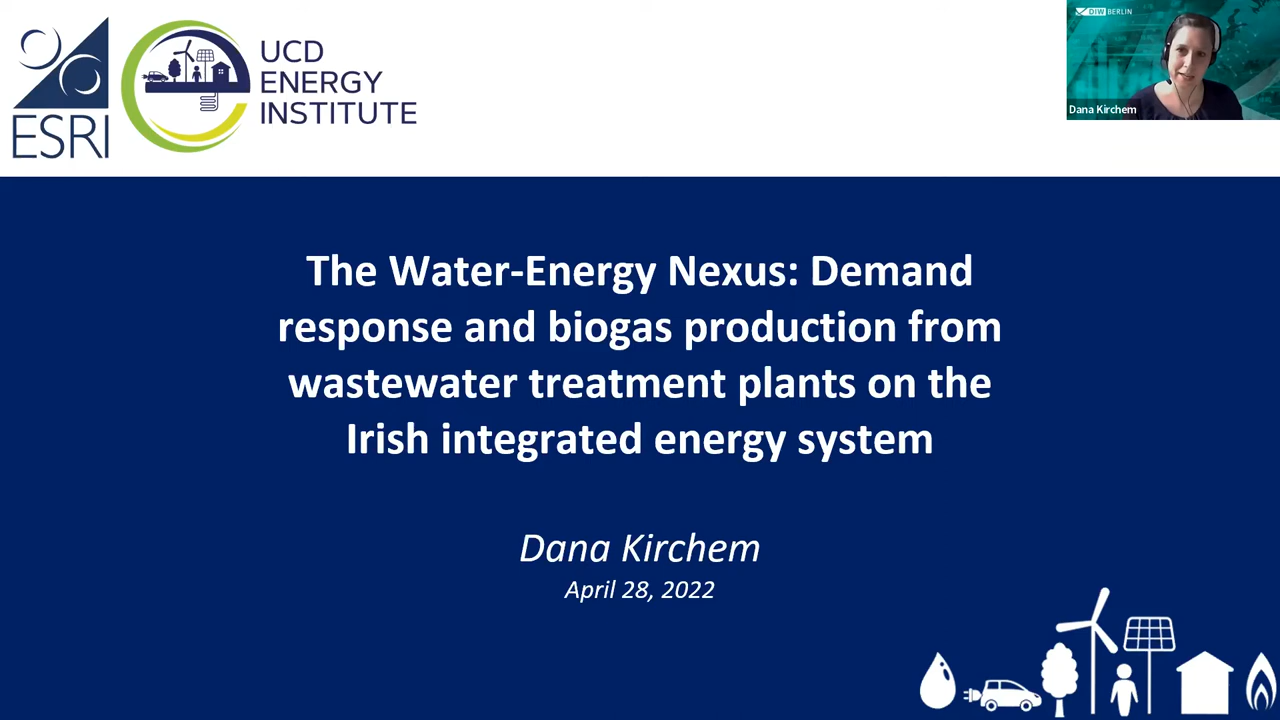 ESRI
UCD
ENERGY
INSTITUTE
DIW BERLIN
Dana Kirchem
The Water-Energy Nexus: Demand
response and biogas production from
wastewater treatment plants on the
Irish integrated energy system
Dana Kirchem
April 28, 2022